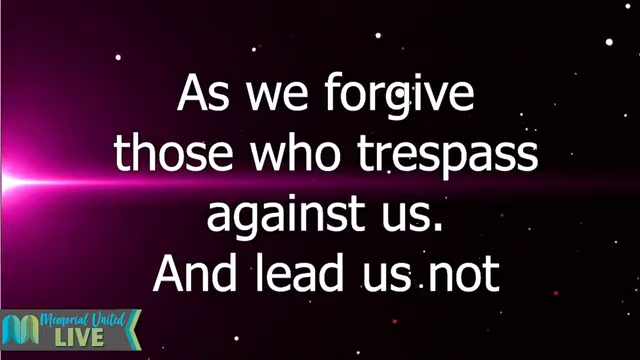 As we forgive
those who trespass
against us.
And lead us not
Memorial United
LIVE